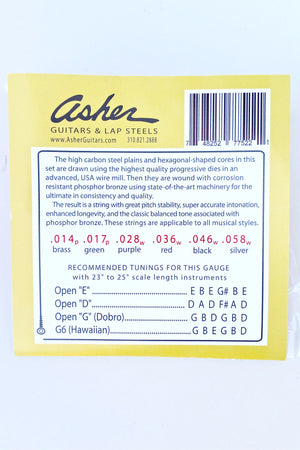 asher
GUITARS & LAP STEELS
www.AsherGuitars.com 310.821.2888
7 48252 77522 1
The high carbon steel plains and hexagonal-shaped cores in this
set are drawn using the highest quality progressive dies in an
advanced, USA wire mill. Then they are wound with corrosion
resistant phosphor bronze using state-of-the-art machinery for the
ultimate in consistency and quality.
The result is a string with great pitch stability, super accurate intonation,
enhanced longevity, and the classic balanced tone associated with
phosphor bronze. These strings are applicable to all musical styles.
.014p .017p .028w .036w .046w .058w
brass green purple red black silver
RECOMMENDED TUNINGS FOR THIS GAUGE
with 23" to 25" scale length instruments
Open "E" E B E G# B E
Open "D" D A D F# A D
Open "G" (Dobro) G B D G B D
G6 (Hawaiian) G B E G B D